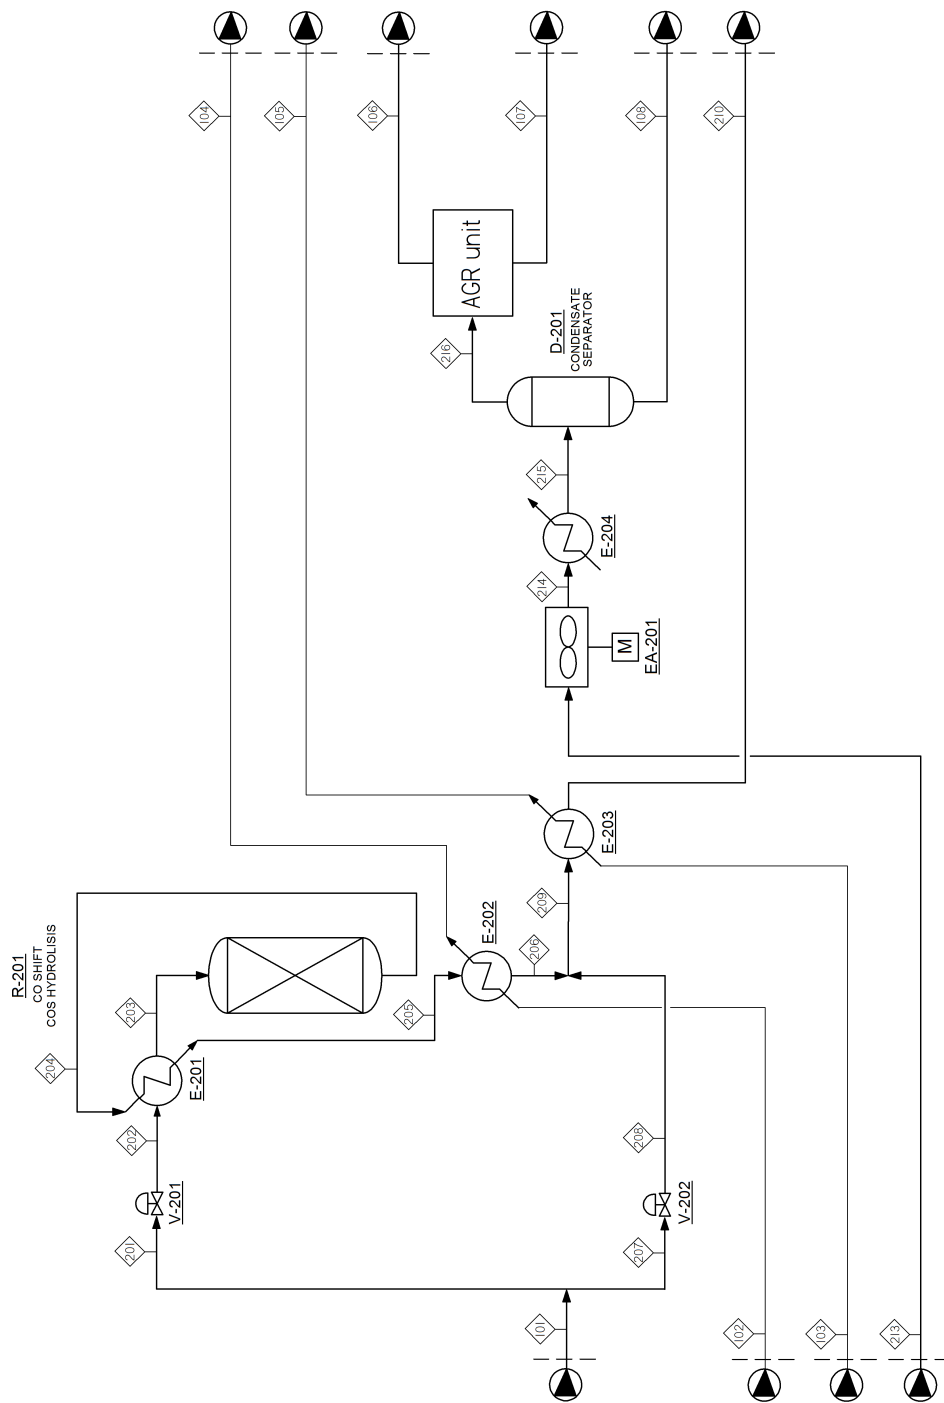 104
105
106
107
108
210
AGR unit
216
D-201
CONDENSATE
SEPARATOR
215
E-204
214
M
EA-201
E-203
209
R-201
CO SHIFT
COS HYDROLISIS
E-202
206
203
205
204
E-201
202
208
V-201
V-202
201
207
101
102
103
213